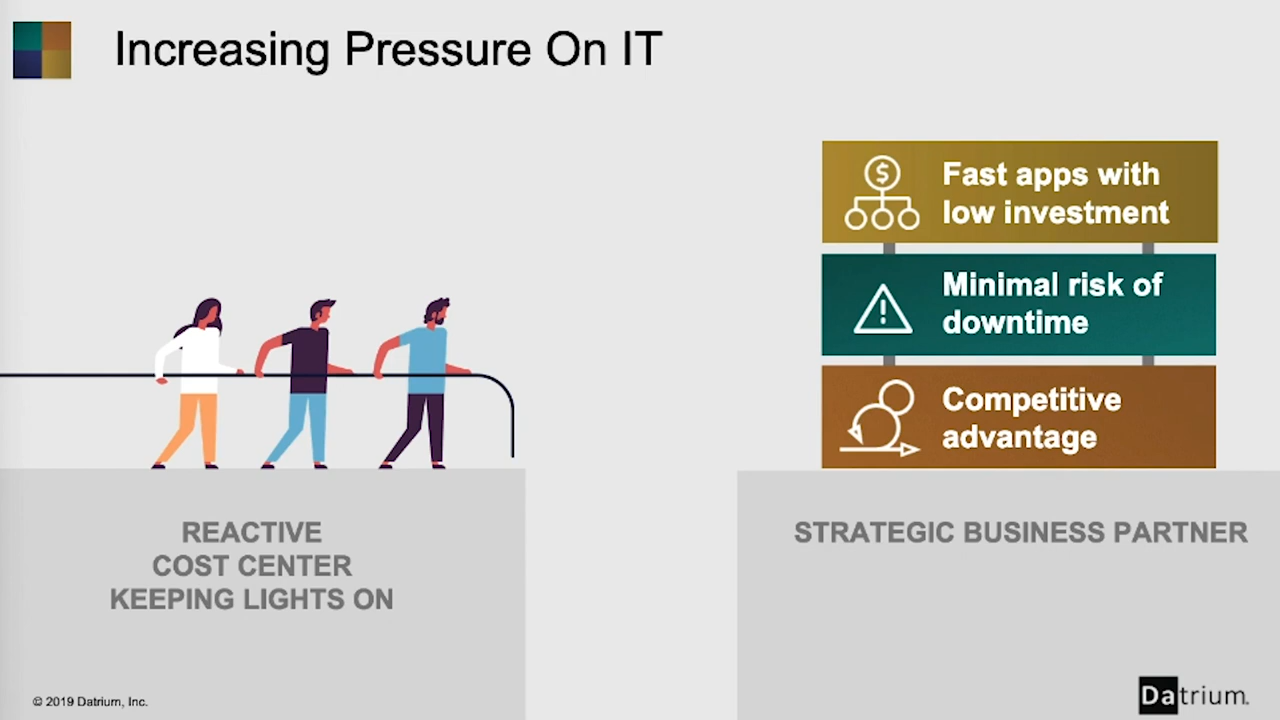 Increasing Pressure On IT
Fast apps with
low investment
Minimal risk of
downtime
Competitive
advantage
REACTIVE
COST CENTER
KEEPING LIGHTS ON
STRATEGIC BUSINESS PARTNER
© 2019 Datrium, Inc.
Datrium